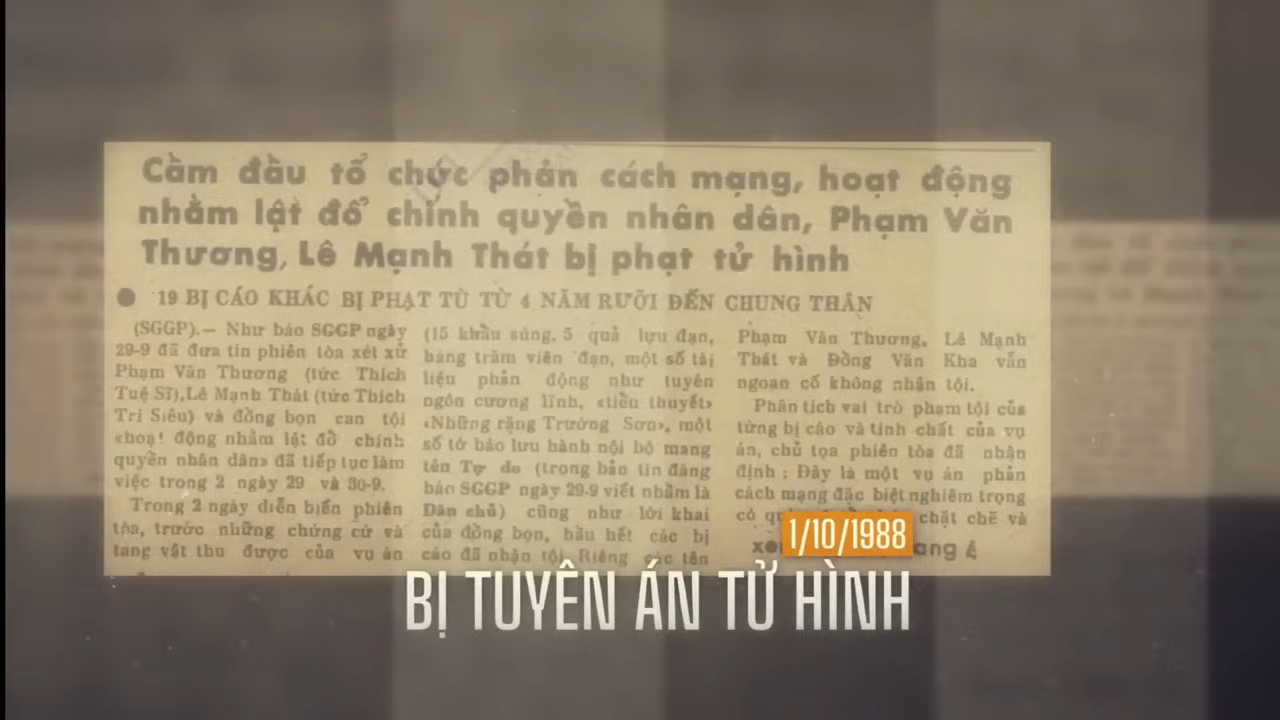 Cầm đầu tổ chức phản cách mạng, hoạt động
nhằm lật đổ chính quyền nhân dân, Phạm Văn
Thương, Lê Mạnh Thát bị phạt tử hình
● 19 BỊ CÁO KHÁC BỊ PHẠT TÙ TỪ 4 NĂM RƯỠI ĐẾN CHUNG THÂN
(SGGP).— Như báo SGGP ngày
29-9 đã đưa tin phiên tòa xét xử
Phạm Văn Thương (tức Thích
Tuệ Sĩ),Lê Mạnh Thát (tức Thích
Trí Siêu) và đồng bọn can tội
«hoạt động nhằm lật đổ chính
quyền nhân dân» đã tiếp tục làm
việc trong 2 ngày 29 và 30-9.
Trong 2 ngày diễn biến phiên
tòa, trước những chứng cứ và
tang vật thu được của vụ án
(15 khẩu súng, 5 quả lựu đạn,
hàng trăm viên đạn, một số tài
liệu phản động như tuyên
ngôn cương lĩnh, «tiểu thuyết»
«Những rặng Trường Sơn», một
số tờ báo lưu hành nội bộ mang
tên Tự do (trong bản tin đăng
báo SGGP ngày 29-9 viết nhầm là
Dân chủ) cũng như lời khai
của đồng bọn, hầu hết các bị
cáo đã nhận tội. Riêng các tên
Phạm Văn Thương, Lê Mạnh
Thát và Đồng Văn Kha vẫn
ngoan cố không nhận tội.
Phân tích vai trò phạm tội của
từng bị cáo và tính chất của vụ
án, chủ tọa phiên tòa đã nhận
định : Đây là một vụ án phản
cách mạng đặc biệt nghiêm trọng
có chặt chẽ và
1/10/1988
BỊ TUYÊN ÁN TỬ HÌNH